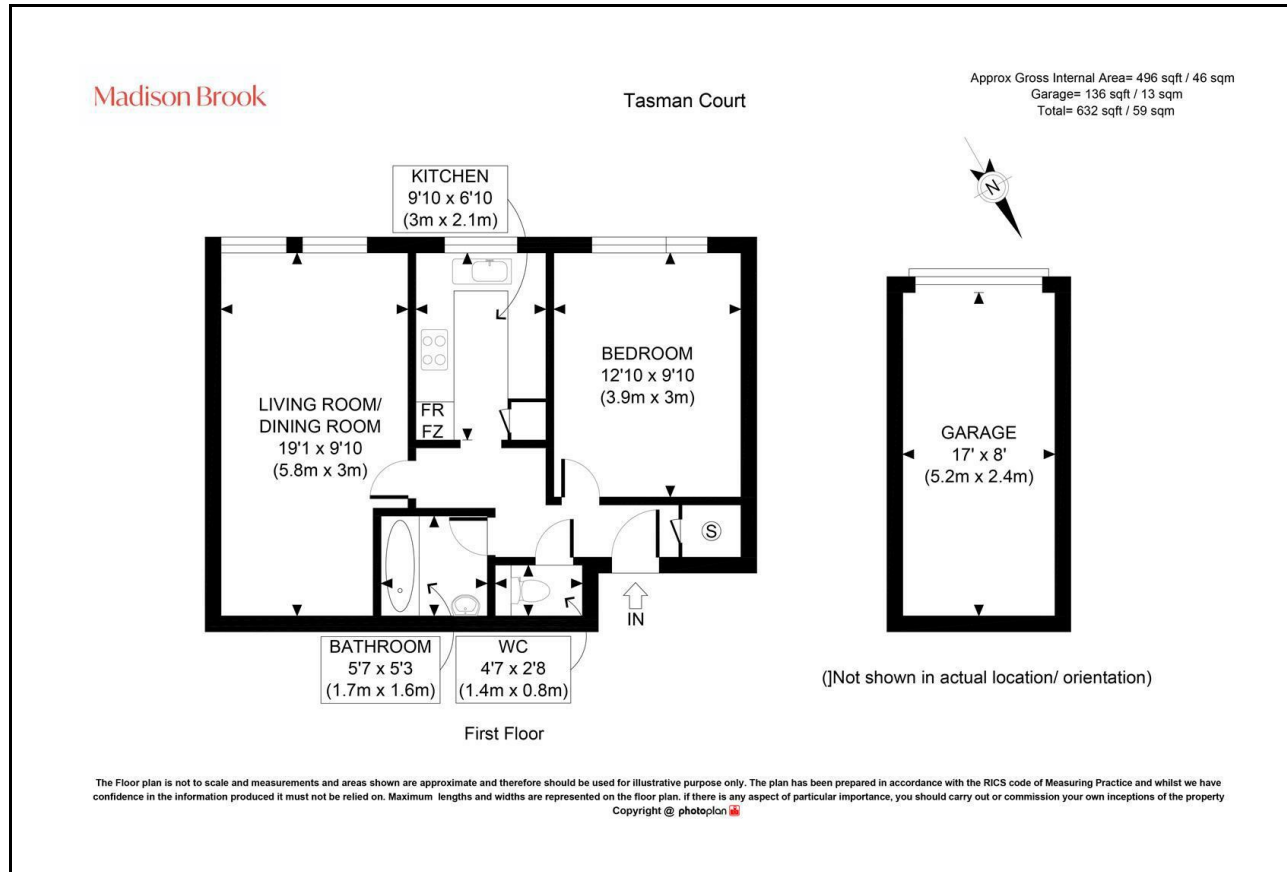 Madison Brook
Tasman Court
Approx Gross Internal Area= 496 sqft / 46 sqm
Garage= 136 sqft / 13 sqm
Total= 632 sqft / 59 sqm
N
KITCHEN
9'10 x 6'10
(3m x 2.1m)
BEDROOM
12'10 x 9'10
(3.9m x 3m)
LIVING ROOM/
DINING ROOM
19'1 x 9'10
(5.8m x 3m)
FR
FZ
GARAGE
17' x 8'
(5.2m x 2.4m)
S
IN
BATHROOM
5'7 x 5'3
(1.7m x 1.6m)
WC
4'7 x 2'8
(1.4m x 0.8m)
(]Not shown in actual location/ orientation)
First Floor
The Floor plan is not to scale and measurements and areas shown are approximate and therefore should be used for illustrative purpose only. The plan has been prepared in accordance with the RICS code of Measuring Practice and whilst we have
confidence in the information produced it must not be relied on. Maximum lengths and widths are represented on the floor plan. if there is any aspect of particular importance, you should carry out or commission your own inceptions of the property
Copyright @ photoplan